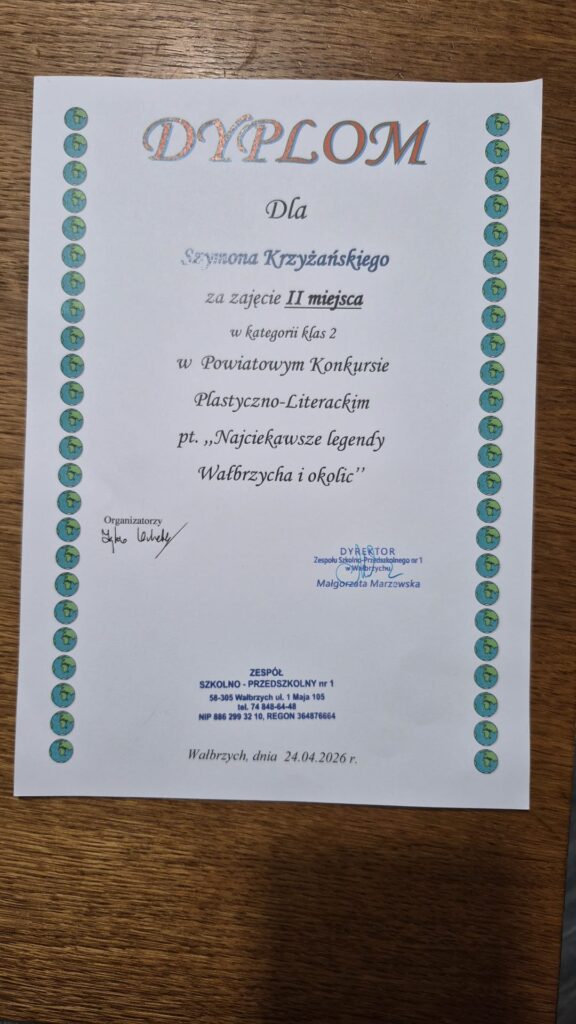 DYPLOM
Dla
Szymona Krzyżańskiego
za zajęcie II miejsca
w kategorii klas 2
w Powiatowym Konkursie
Plastyczno-Literackim
pt. ,,Najciekawsze legendy
Wałbrzycha i okolic’’
Organizatorzy
DYREKTOR
Zespołu Szkolno-Przedszkolnego nr 1
w Wałbrzychu
Małgorzata Marzewska
ZESPÓŁ
SZKOLNO - PRZEDSZKOLNY nr 1
58-305 Wałbrzych ul. 1 Maja 105
tel. 74 848-64-48
NIP 886 299 32 10, REGON 364876664
Wałbrzych, dnia 24.04.2026 r.